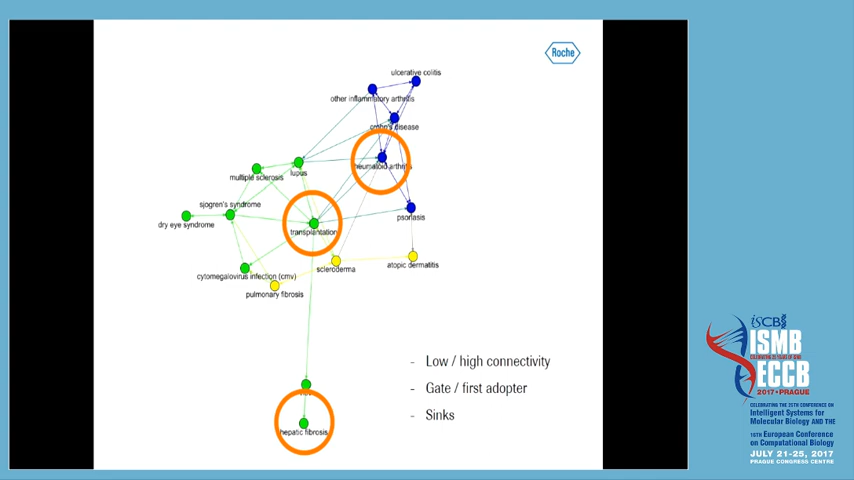 Roche
ulcerative colitis
other inflammatory arthritis
crohn's disease
lupus
multiple sclerosis
sjogren's syndrome
dry eye syndrome
transplantation
psoriasis
cytomegalovirus infection (cmv)
scleroderma
atopic dermatitis
pulmonary fibrosis
- Low / high connectivity
- Gate / first adopter
- Sinks
hepatic fibrosis
iSCB
ISMB
ECCB
2017 • PRAGUE
CELEBRATING THE 25TH CONFERENCE ON
Intelligent Systems for
Molecular Biology AND THE
16TH European Conference
on Computational Biology
JULY 21-25, 2017
PRAGUE CONGRESS CENTRE